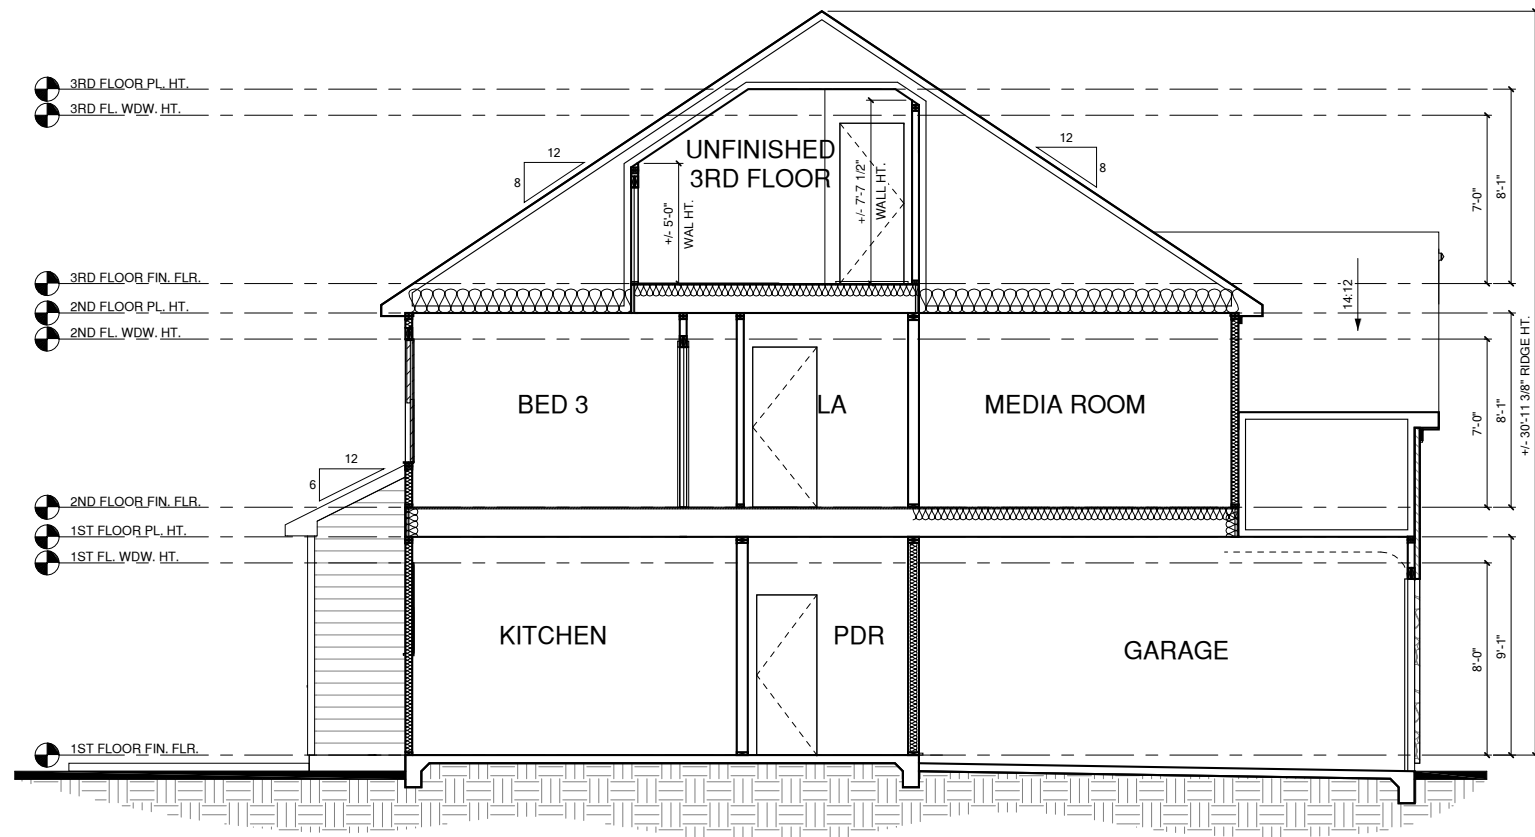 3RD FLOOR PL. HT.
3RD FL. WDW. HT.
12
8
UNFINISHED
3RD FLOOR
+/- 5'-0"
WAL HT.
+/- 7'-7 1/2"
WALL HT.
12
8
7'-0"
8'-1"
3RD FLOOR FIN. FLR.
2ND FLOOR PL. HT.
2ND FL. WDW. HT.
14:12
+/- 30'-11 3/8" RIDGE HT.
BED 3
LA
MEDIA ROOM
7'-0"
8'-1"
12
6
2ND FLOOR FIN. FLR.
1ST FLOOR PL. HT.
1ST FL. WDW. HT.
KITCHEN
PDR
GARAGE
8'-0"
9'-1"
1ST FLOOR FIN. FLR.